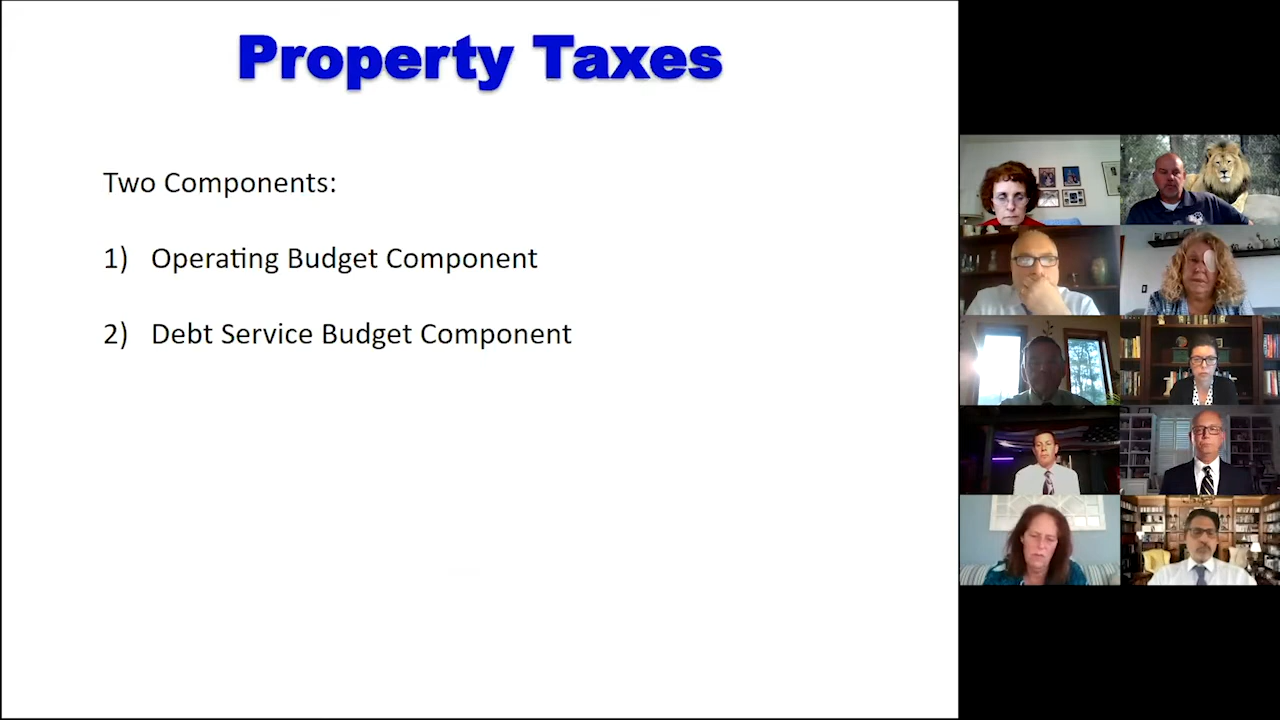 Property Taxes
Two Components:
1) Operating Budget Component
2) Debt Service Budget Component